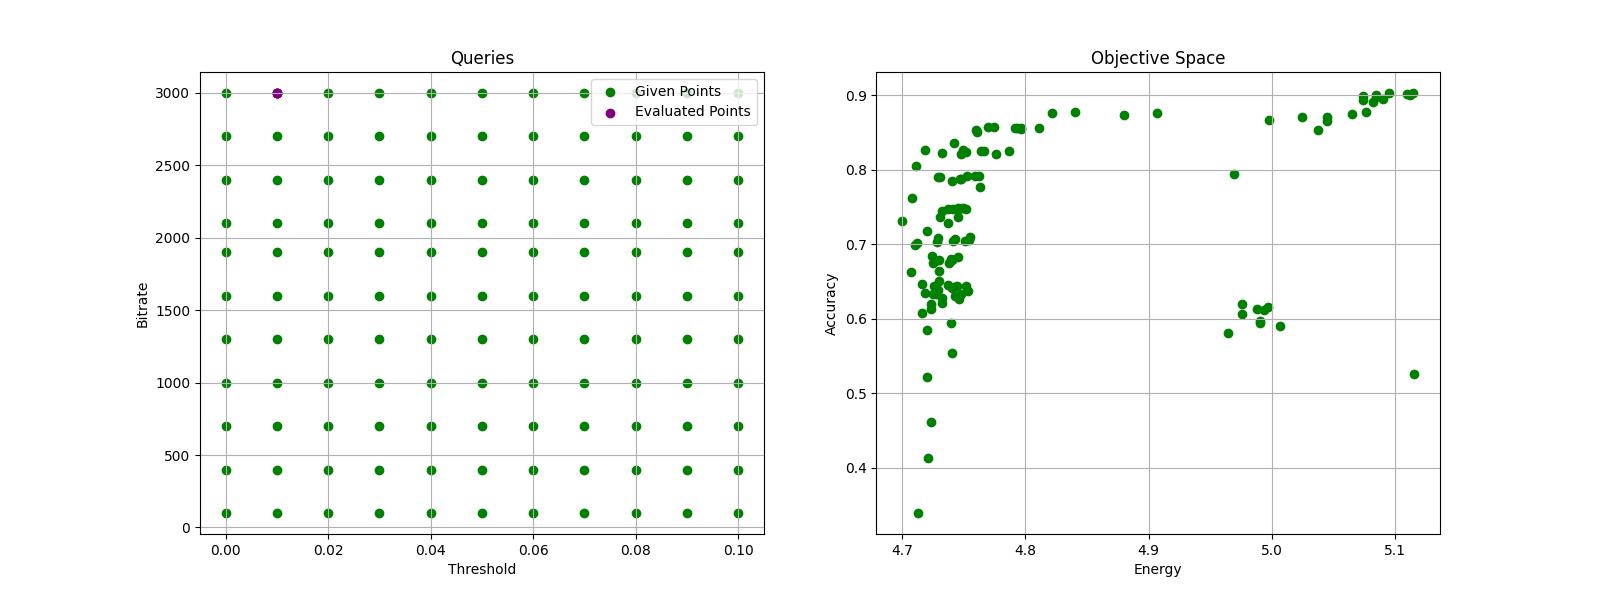 Queries
Given Points
Evaluated Points
3000
2500
2000
1500
1000
500
0
Bitrate
0.00 0.02 0.04 0.06 0.08 0.10
Threshold
Objective Space
0.9
0.8
0.7
0.6
0.5
0.4
Accuracy
4.7 4.8 4.9 5.0 5.1
Energy